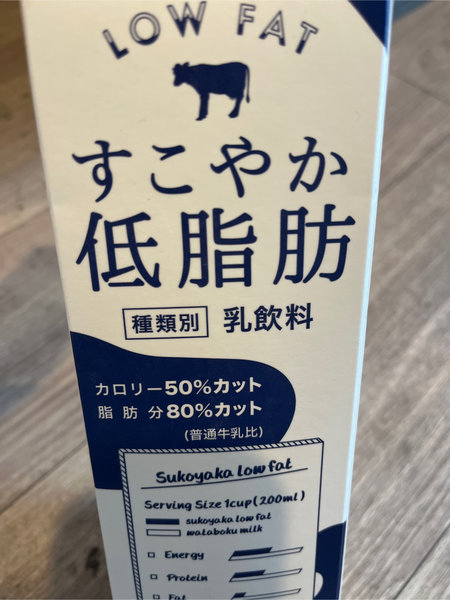 LOW FAT
すこやか
低脂肪
種類別 乳飲料
カロリー50%カット
脂肪分80%カット
(普通牛乳比)
Sukoyaka low fat
Serving Size 1cup(200ml)
sukoyaka low fat
wataboku milk
Energy
Protein
Fat